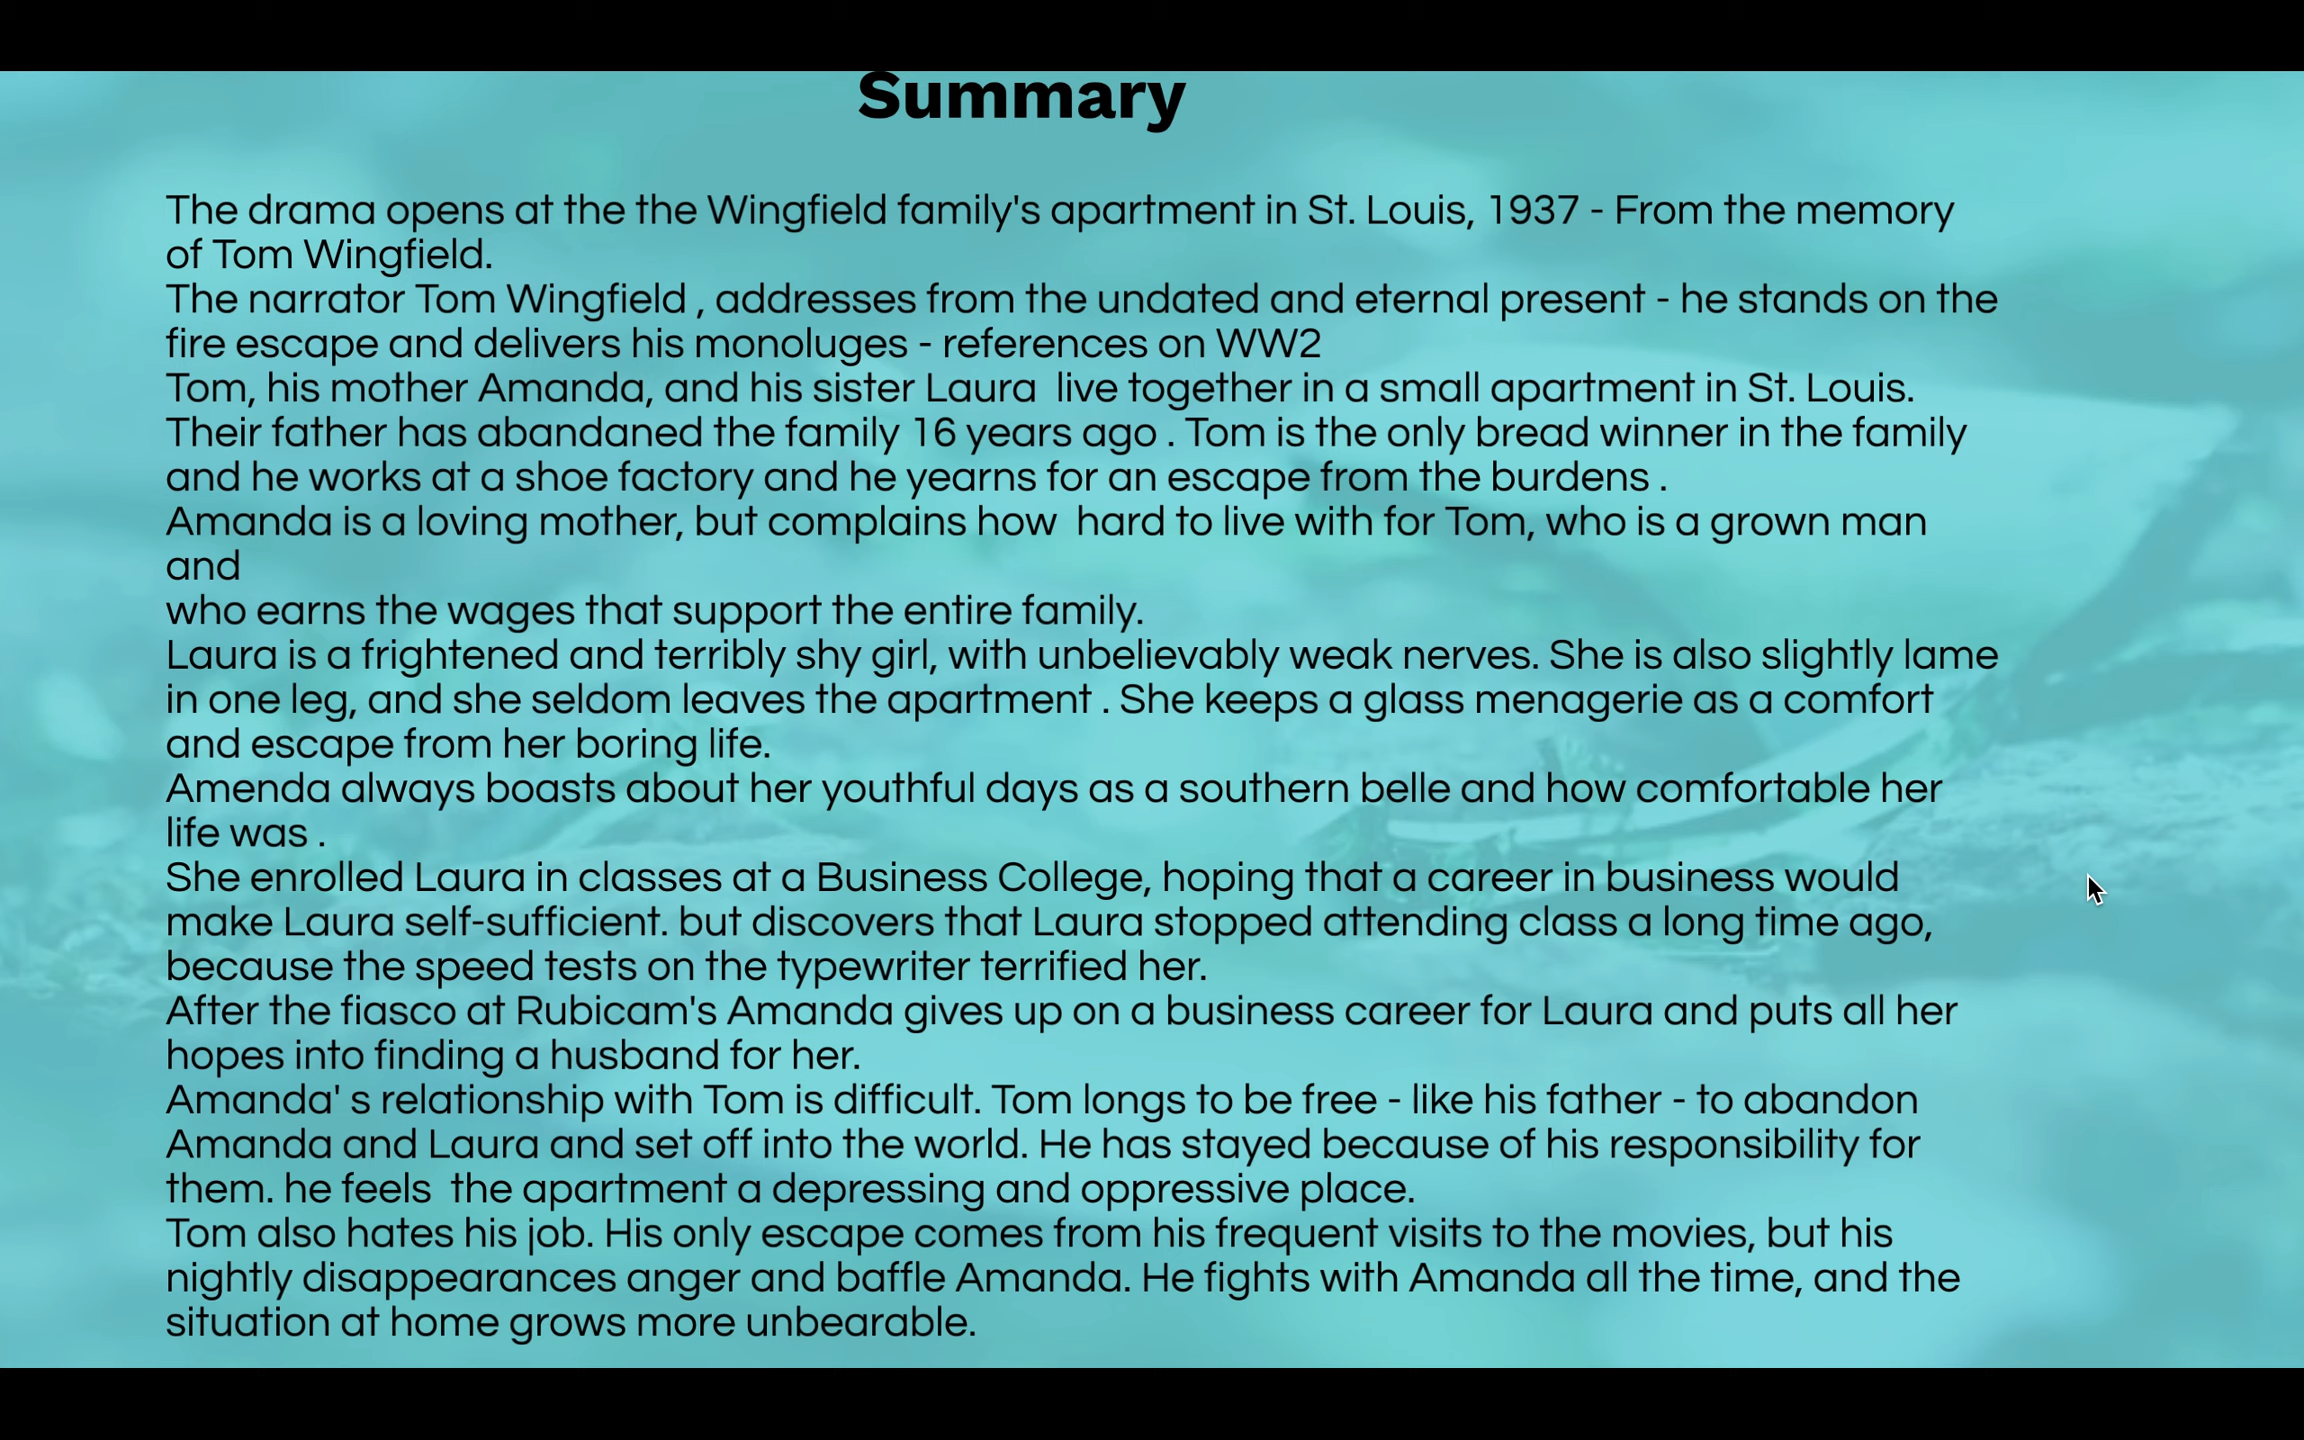 Summary
The drama opens at the the Wingfield family's apartment in St. Louis, 1937 - From the memory
of Tom Wingfield.
The narrator Tom Wingfield , addresses from the undated and eternal present - he stands on the
fire escape and delivers his monoluges - references on WW2
Tom, his mother Amanda, and his sister Laura  live together in a small apartment in St. Louis.
Their father has abandaned the family 16 years ago . Tom is the only bread winner in the family
and he works at a shoe factory and he yearns for an escape from the burdens .
Amanda is a loving mother, but complains how  hard to live with for Tom, who is a grown man
and
who earns the wages that support the entire family.
Laura is a frightened and terribly shy girl, with unbelievably weak nerves. She is also slightly lame
in one leg, and she seldom leaves the apartment . She keeps a glass menagerie as a comfort
and escape from her boring life.
Amenda always boasts about her youthful days as a southern belle and how comfortable her
life was .
She enrolled Laura in classes at a Business College, hoping that a career in business would
make Laura self-sufficient. but discovers that Laura stopped attending class a long time ago,
because the speed tests on the typewriter terrified her.
After the fiasco at Rubicam's Amanda gives up on a business career for Laura and puts all her
hopes into finding a husband for her.
Amanda' s relationship with Tom is difficult. Tom longs to be free - like his father - to abandon
Amanda and Laura and set off into the world. He has stayed because of his responsibility for
them. he feels  the apartment a depressing and oppressive place.
Tom also hates his job. His only escape comes from his frequent visits to the movies, but his
nightly disappearances anger and baffle Amanda. He fights with Amanda all the time, and the
situation at home grows more unbearable.